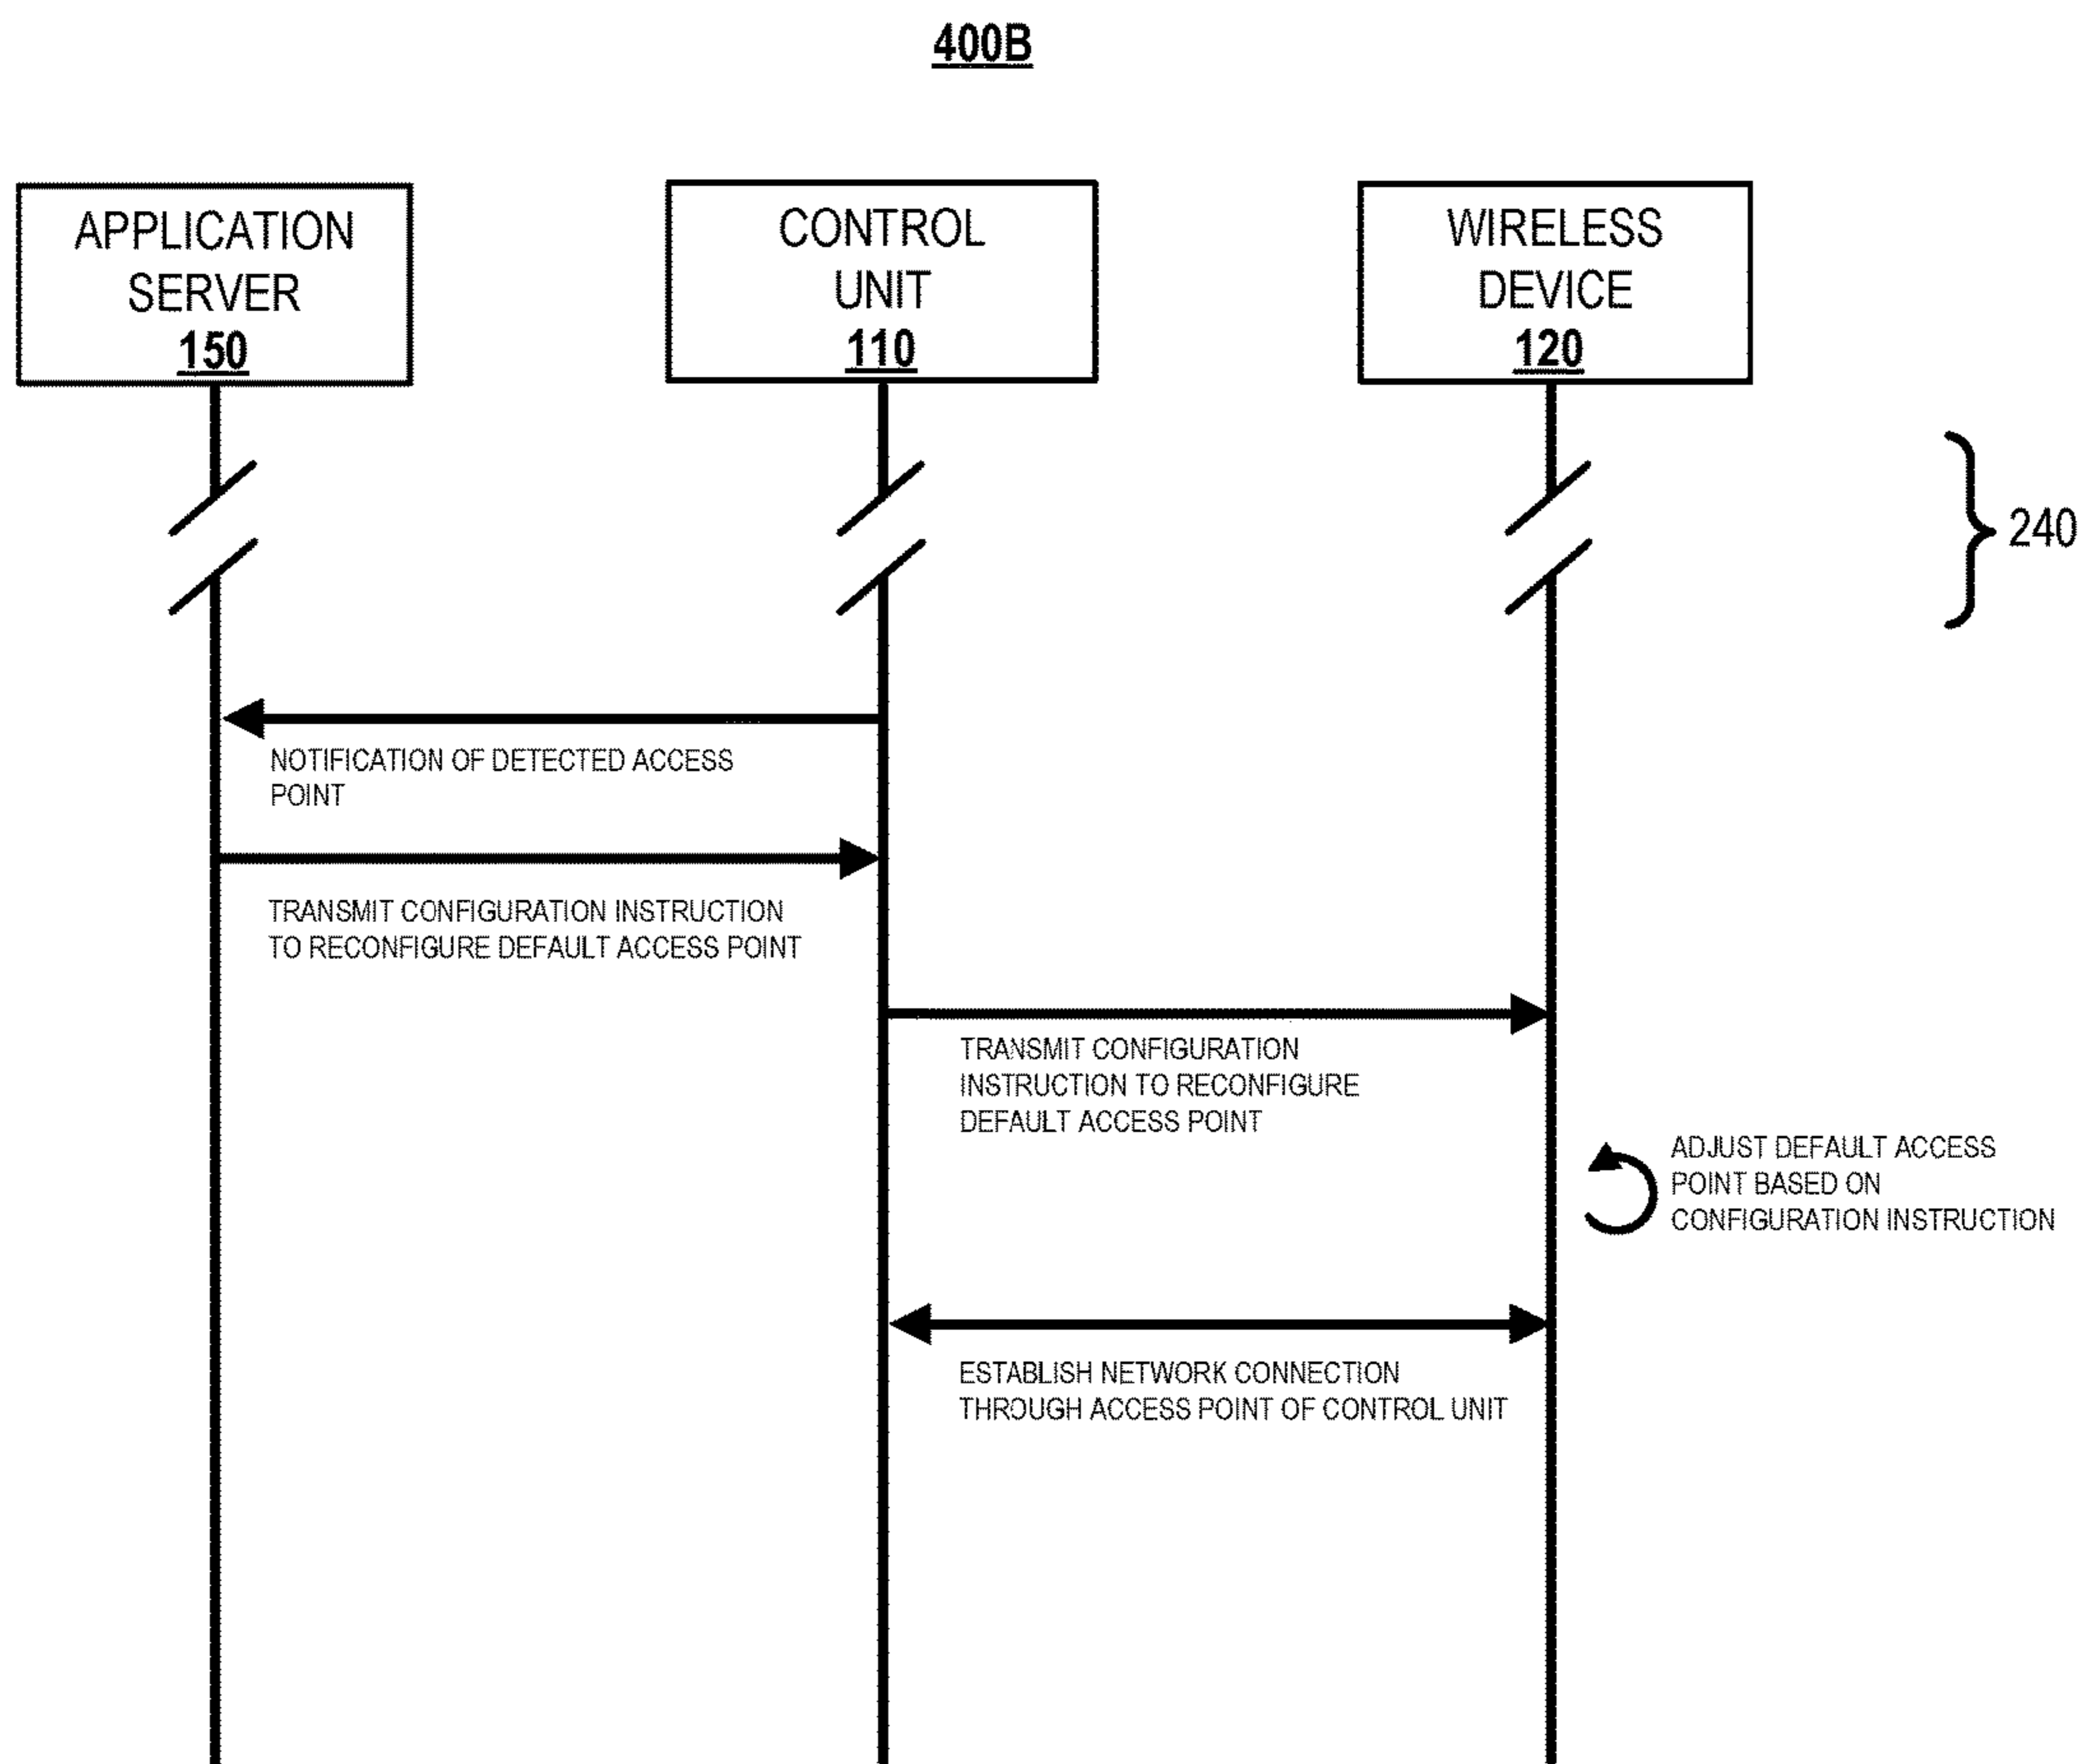 400B
APPLICATION
SERVER
150
CONTROL
UNIT
110
WIRELESS
DEVICE
120
240
NOTIFICATION OF DETECTED ACCESS
POINT
TRANSMIT CONFIGURATION INSTRUCTION
TO RECONFIGURE DEFAULT ACCESS POINT
TRANSMIT CONFIGURATION
INSTRUCTION TO RECONFIGURE
DEFAULT ACCESS POINT
ADJUST DEFAULT ACCESS
POINT BASED ON
CONFIGURATION INSTRUCTION
ESTABLISH NETWORK CONNECTION
THROUGH ACCESS POINT OF CONTROL UNIT